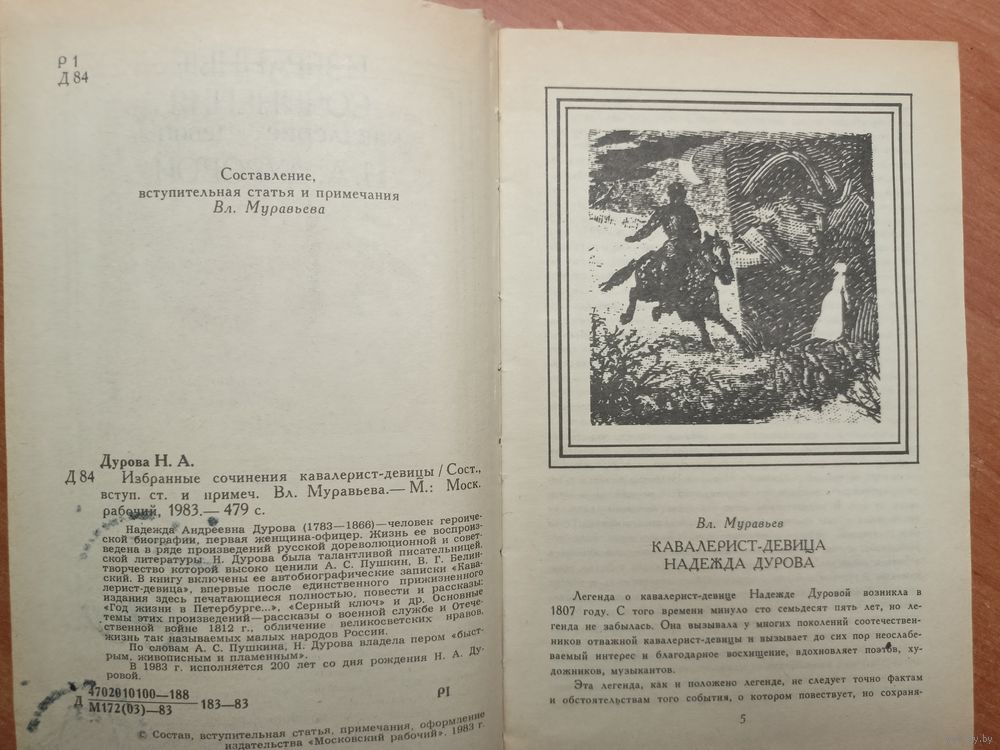 Р 1
Д 84
Составление,
вступительная статья и примечания
Вл. Муравьева
Дурова Н. А.
Д 84 Избранные сочинения кавалерист-девицы / Сост.,
вступ. ст. и примеч. Вл. Муравьева.— М.: Моск.
рабочий, 1983.— 479 с.
Надежда Андреевна Дурова (1783—1866)—человек героиче-
ской биографии, первая женщина-офицер. Жизнь ее воспроиз-
ведена в ряде произведений русской дореволюционной и совет-
ской литературы. Н. Дурова была талантливой писательницей,
творчество которой высоко ценили А. С. Пушкин, В. Г. Белин-
ский. В книгу включены ее автобиографические записки «Кава-
лерист-девица», впервые после единственного прижизненного
издания здесь печатающиеся полностью, повести и рассказы:
«Год жизни в Петербурге...», «Серный ключ» и др. Основные
темы этих произведений—рассказы о военной службе и Отече-
ственной войне 1812 г., обличение великосветских нравов,
жизнь так называемых малых народов России.
По словам А. С. Пушкина, Н. Дурова владела пером «быст-
рым, живописным и пламенным».
В 1983 г. исполняется 200 лет со дня рождения Н. А. Ду-
ровой.
Д 4702010100—188
М172(03)—83 183—83 Р1
© Состав, вступительная статья, примечания, оформление
издательства «Московский рабочий», 1983 г.
Вл. Муравьев
КАВАЛЕРИСТ-ДЕВИЦА
НАДЕЖДА ДУРОВА
Легенда о кавалерист-девице Надежде Дуровой возникла в
1807 году. С того времени минуло сто семьдесят пять лет, но ле-
генда не забылась. Она вызывала у многих поколений соотечествен-
ников отважной кавалерист-девицы и вызывает до сих пор неослабе-
ваемый интерес и благодарное восхищение, вдохновляет поэтов, ху-
дожников, музыкантов.
Эта легенда, как и положено легенде, не следует точно фактам
и обстоятельствам того события, о котором повествует, но сохраня-
5